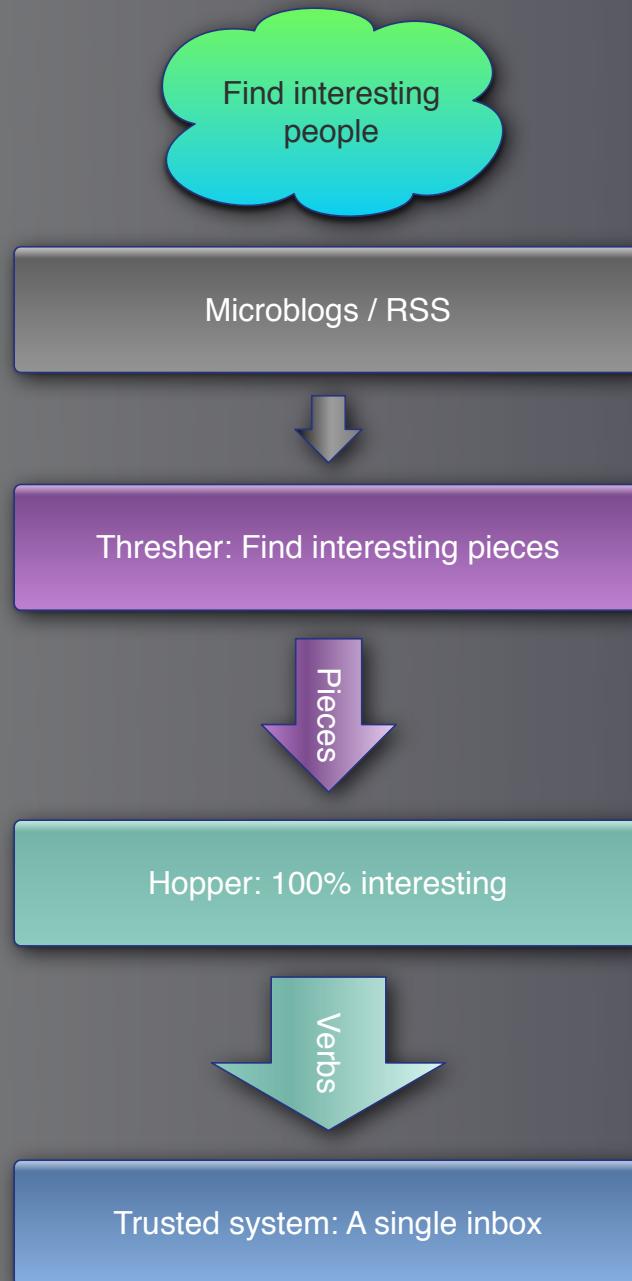 Find interesting
people
Microblogs / RSS
Thresher: Find interesting pieces
Pieces
Hopper: 100% interesting
Verbs
Trusted system: A single inbox